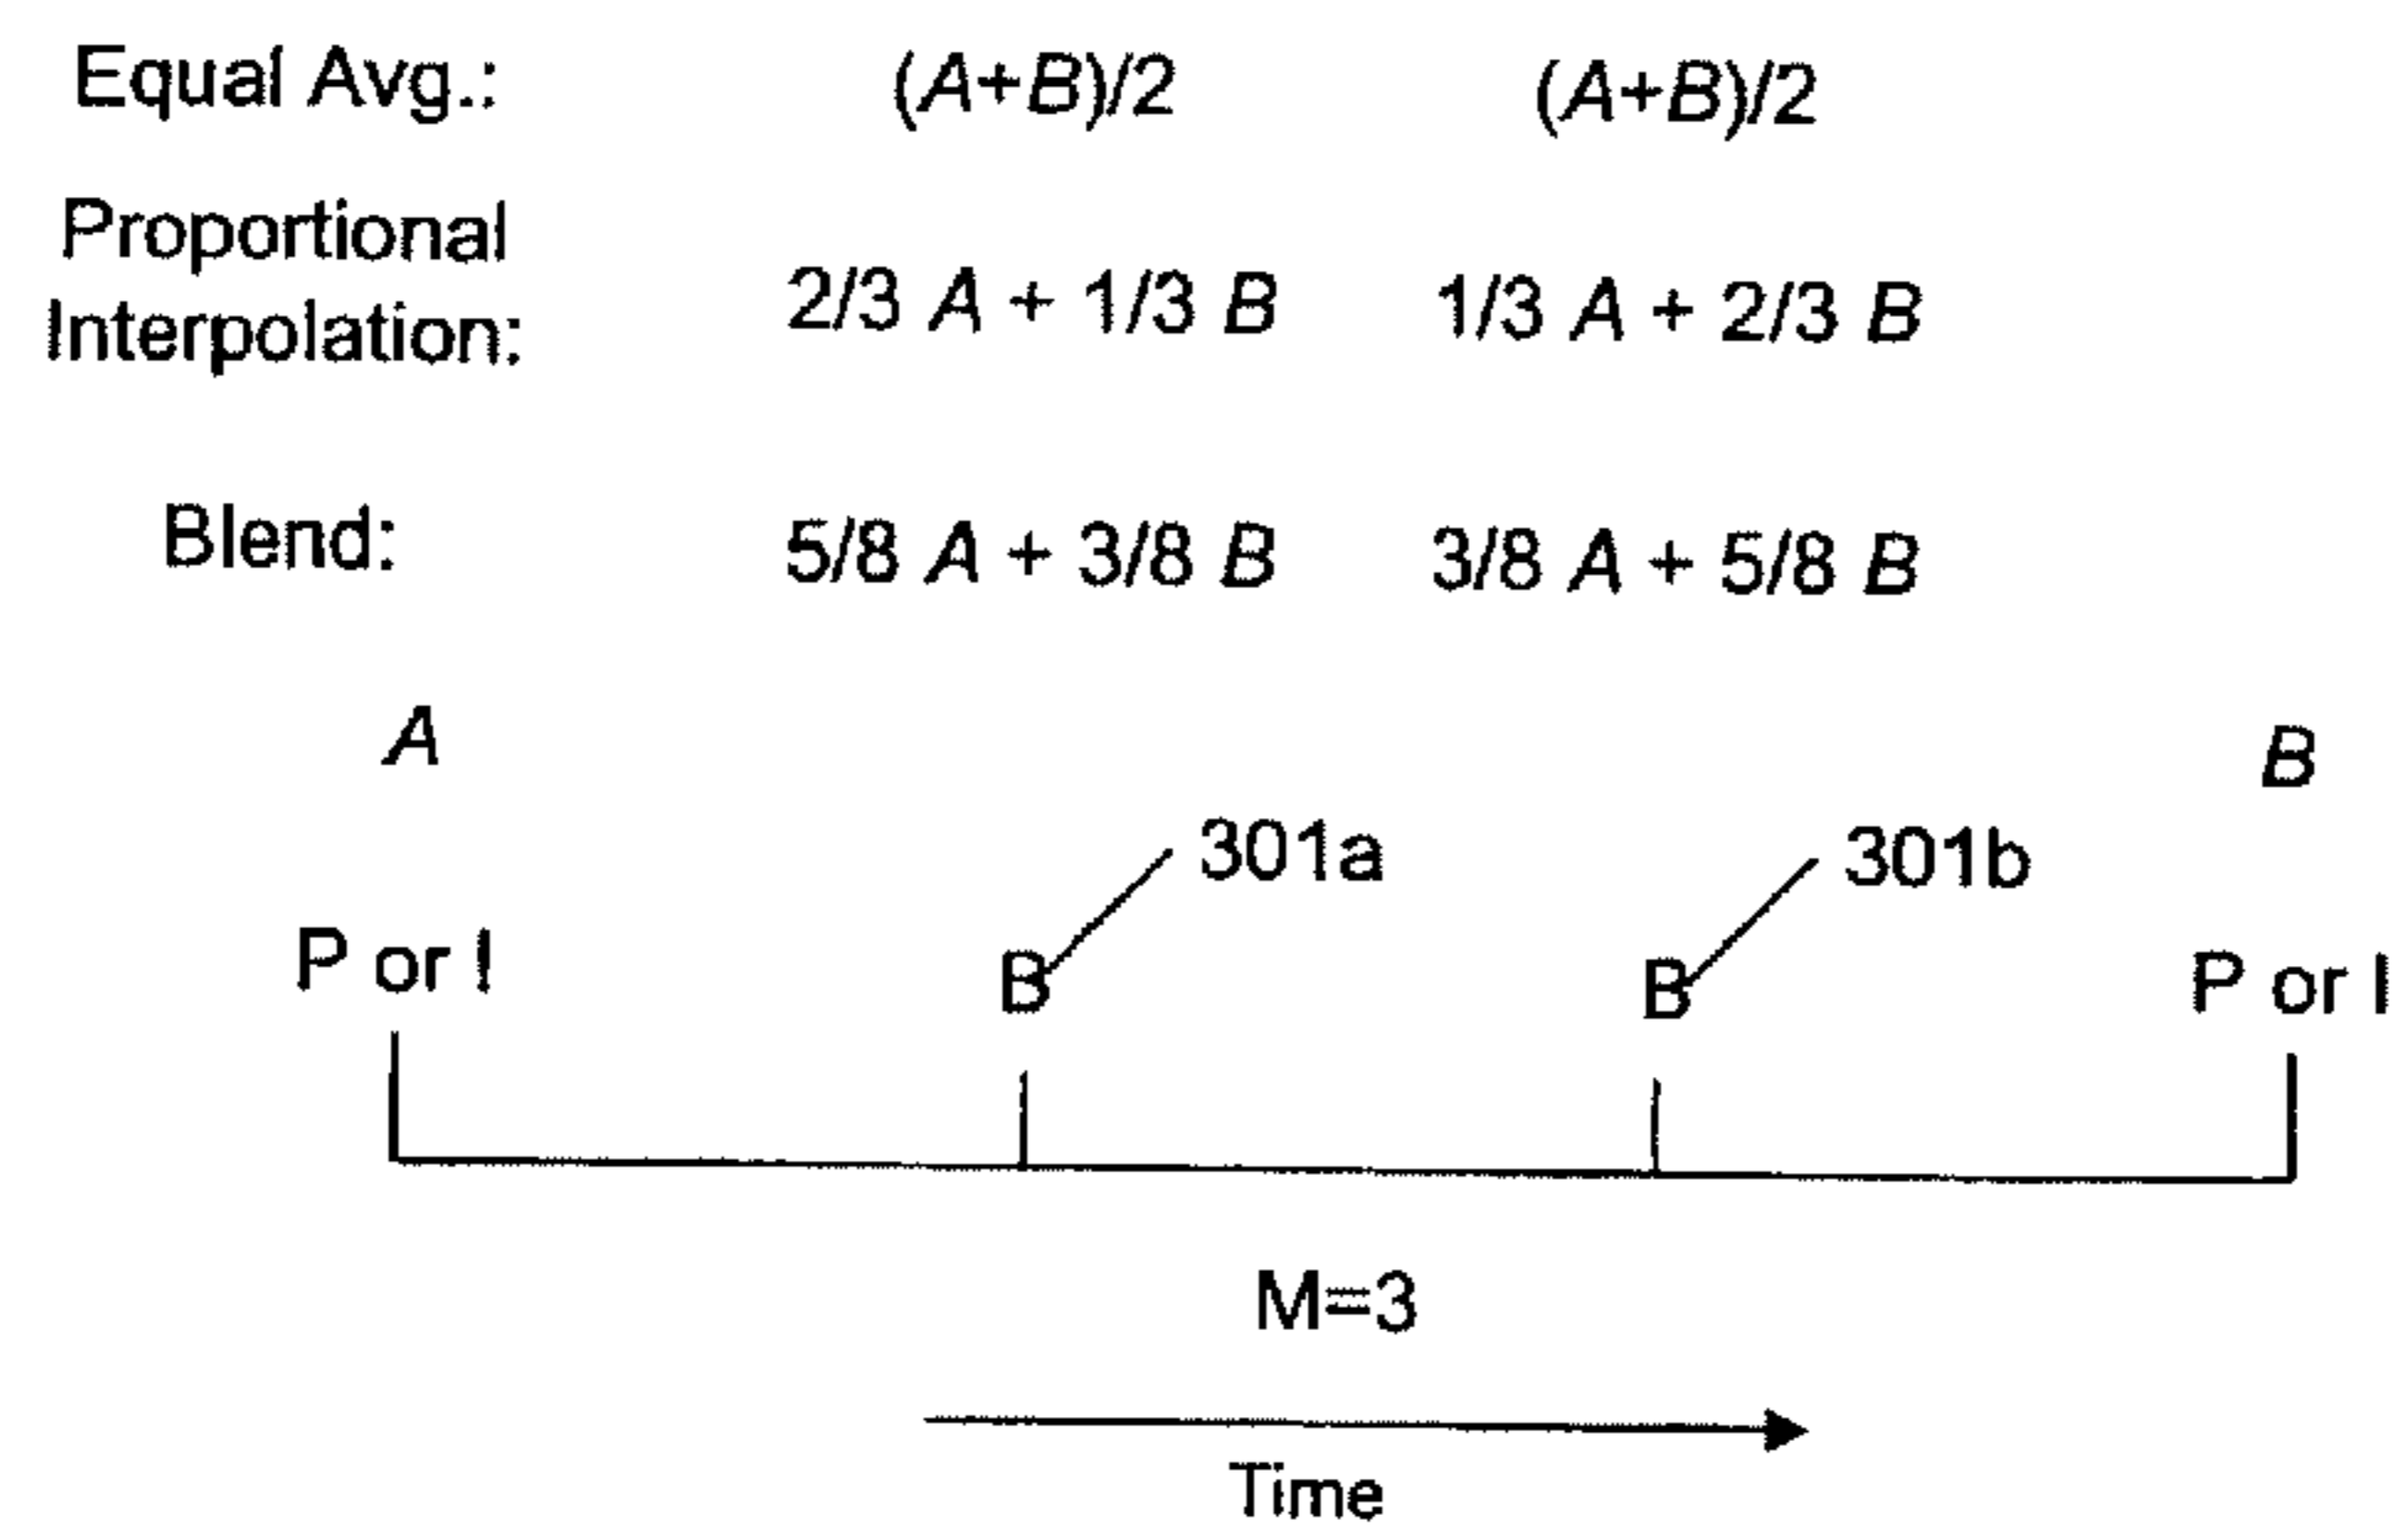 Equal Avg.: (A+B)/2 (A+B)/2
Proportional
Interpolation: 2/3 A + 1/3 B 1/3 A + 2/3 B
Blend: 5/8 A + 3/8 B 3/8 A + 5/8 B
A B
301a 301b
P or I B B P or I
M=3
Time